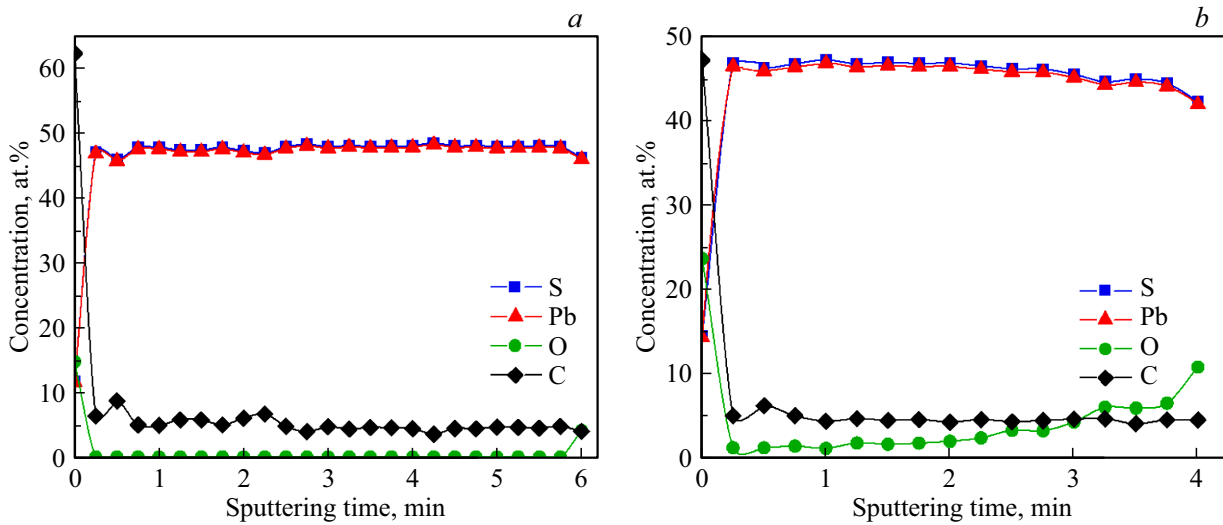 a
Concentration, at.%
60
50
40
30
20
10
0
S
Pb
O
C
0 1 2 3 4 5 6
Sputtering time, min
b
Concentration, at.%
50
40
30
20
10
0
S
Pb
O
C
0 1 2 3 4
Sputtering time, min